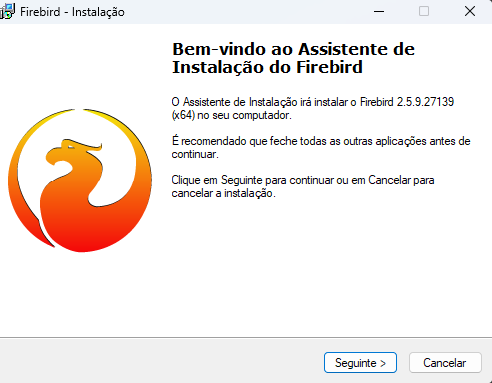 Firebird - Instalação
Bem-vindo ao Assistente de
Instalação do Firebird
O Assistente de Instalação irá instalar o Firebird 2.5.9.27139
(x64) no seu computador.
É recomendado que feche todas as outras aplicações antes de
continuar.
Clique em Seguinte para continuar ou em Cancelar para
cancelar a instalação.
Seguinte >
Cancelar